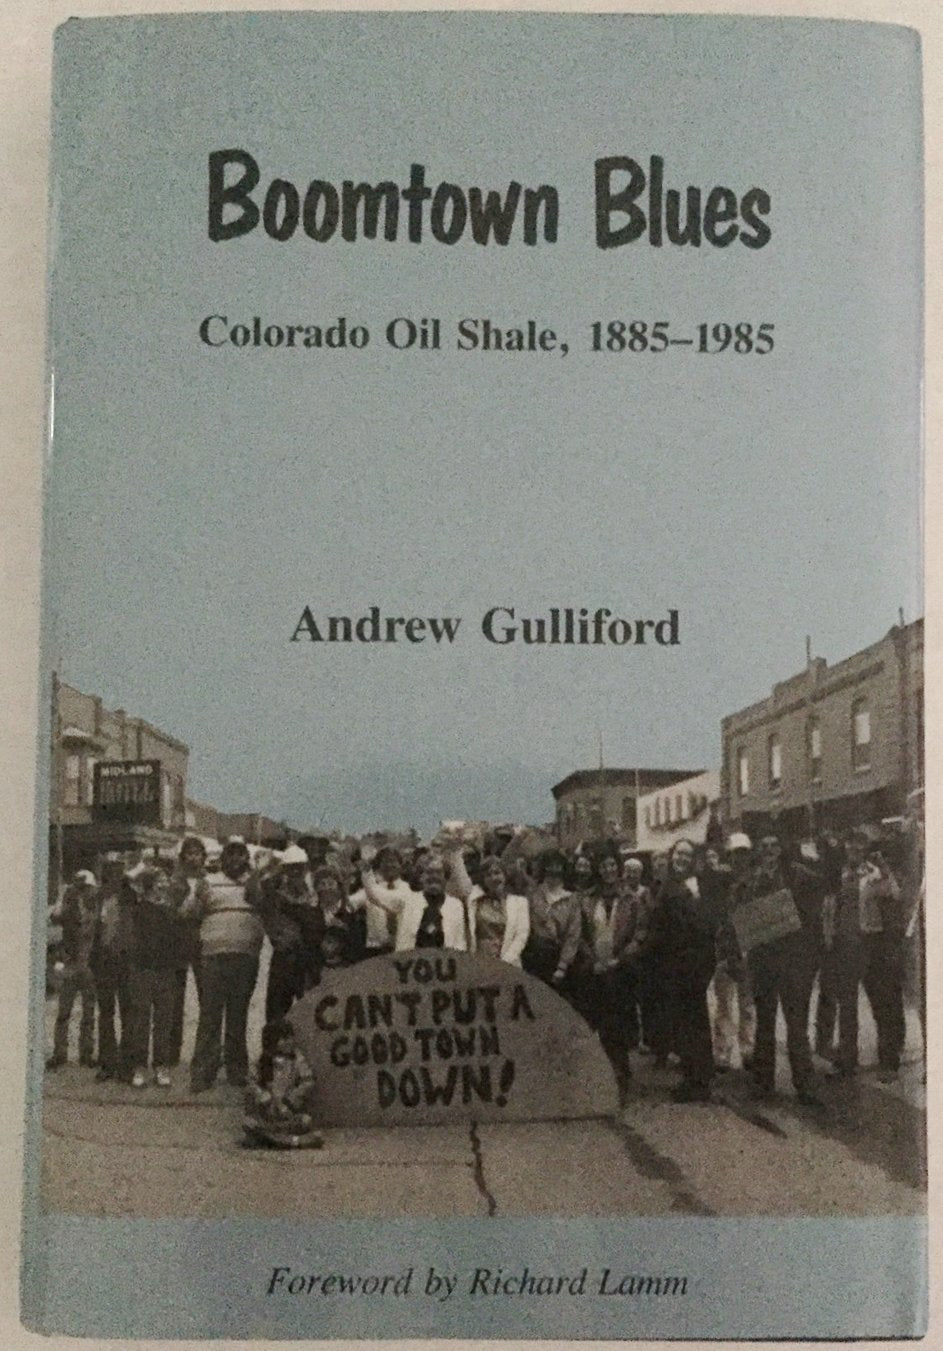 Boomtown Blues
Colorado Oil Shale, 1885–1985
Andrew Gulliford
MIDLAND
HOTEL
YOU
CAN'T PUT A
GOOD TOWN
DOWN!
Foreword by Richard Lamm